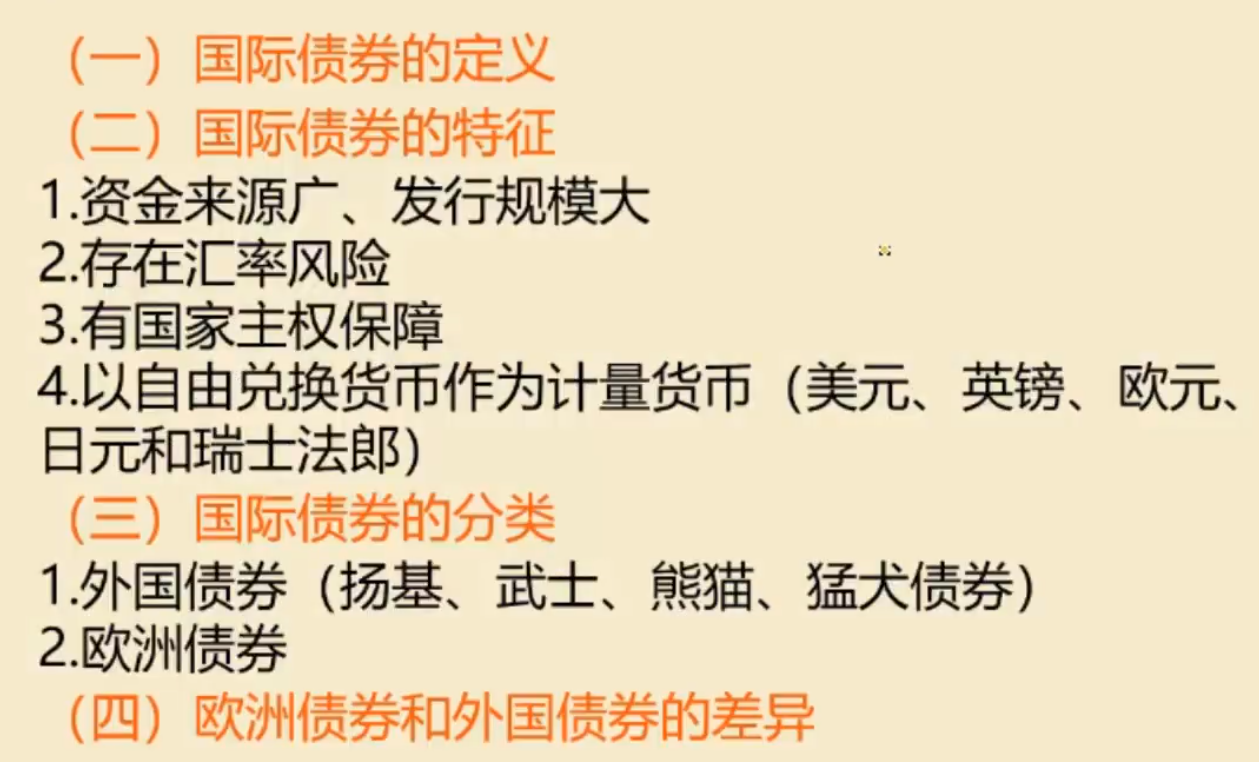 （一）国际债券的定义
（二）国际债券的特征
1.资金来源广、发行规模大
2.存在汇率风险
3.有国家主权保障
4.以自由兑换货币作为计量货币（美元、英镑、欧元、
日元和瑞士法郎）
（三）国际债券的分类
1.外国债券（扬基、武士、熊猫、猛犬债券）
2.欧洲债券
（四）欧洲债券和外国债券的差异